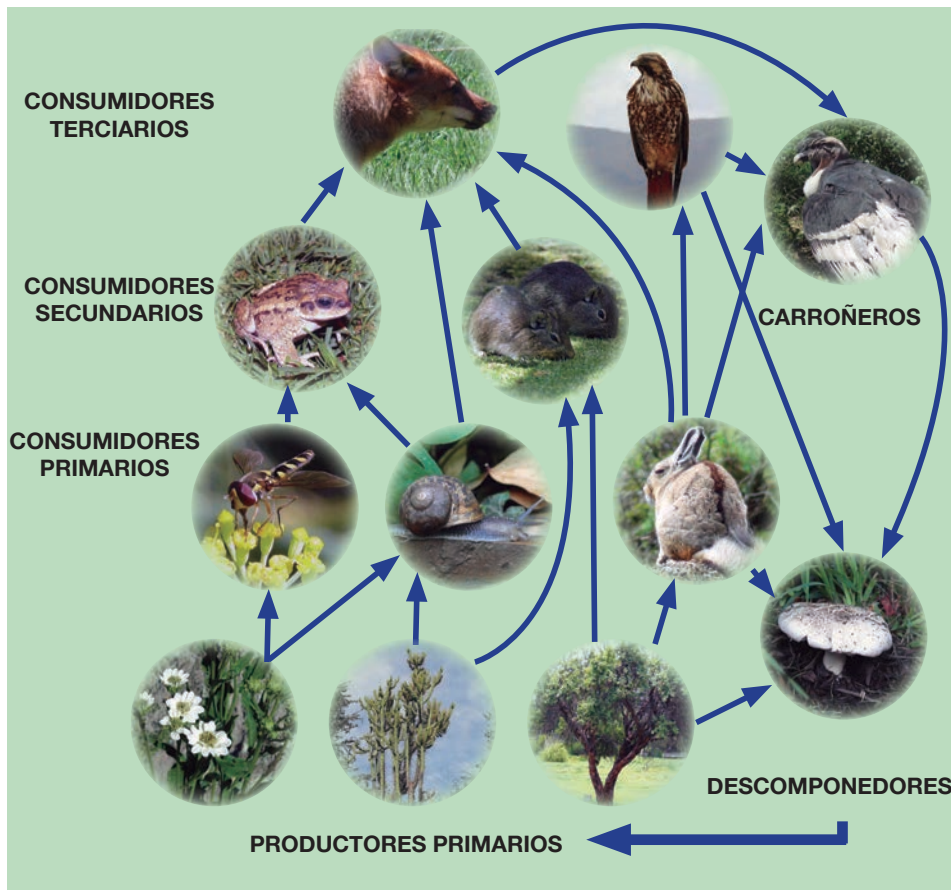 CONSUMIDORES
TERCIARIOS
CONSUMIDORES
SECUNDARIOS
CARROÑEROS
CONSUMIDORES
PRIMARIOS
DESCOMPONEDORES
PRODUCTORES PRIMARIOS